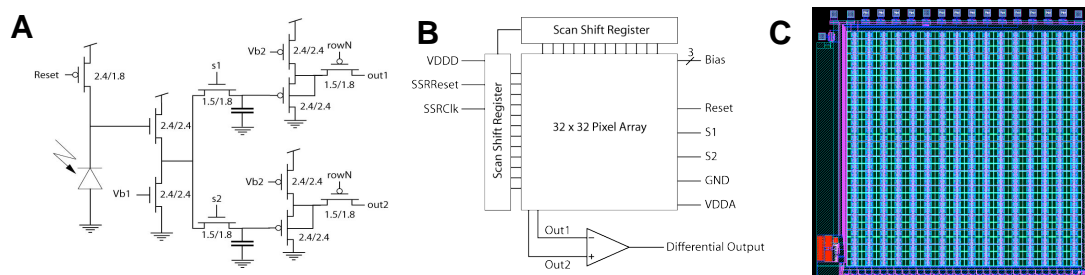 A
Reset
2.4/1.8
2.4/2.4
Vb1
2.4/2.4
s1
1.5/1.8
Vb2
2.4/2.4
rowN
1.5/1.8
out1
2.4/2.4
s2
1.5/1.8
Vb2
2.4/2.4
rowN
1.5/1.8
out2
2.4/2.4
B
Scan Shift Register
VDDD
SSRReset
SSRClk
Scan Shift Register
32 x 32 Pixel Array
3
Bias
Reset
S1
S2
GND
VDDA
Out1
Out2
−
+
Differential Output
C